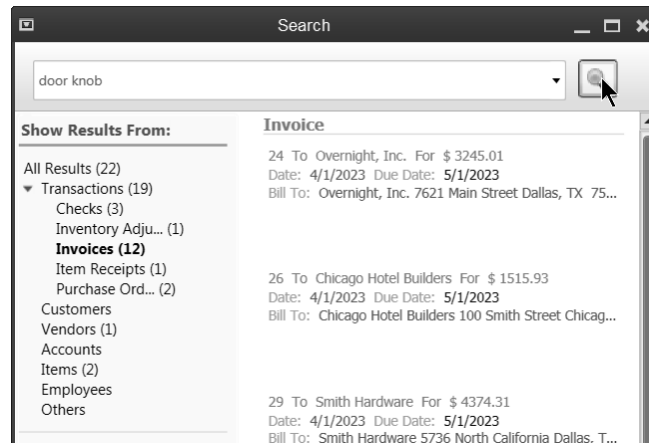 Search
door knob
Show Results From:
All Results (22)
Transactions (19)
Checks (3)
Inventory Adju... (1)
Invoices (12)
Item Receipts (1)
Purchase Ord... (2)
Customers
Vendors (1)
Accounts
Items (2)
Employees
Others
Invoice
24 To Overnight, Inc. For $ 3245.01
Date: 4/1/2023 Due Date: 5/1/2023
Bill To: Overnight, Inc. 7621 Main Street Dallas, TX 75...
26 To Chicago Hotel Builders For $ 1515.93
Date: 4/1/2023 Due Date: 5/1/2023
Bill To: Chicago Hotel Builders 100 Smith Street Chicag...
29 To Smith Hardware For $ 4374.31
Date: 4/1/2023 Due Date: 5/1/2023
Bill To: Smith Hardware 5736 North California Dallas, T...